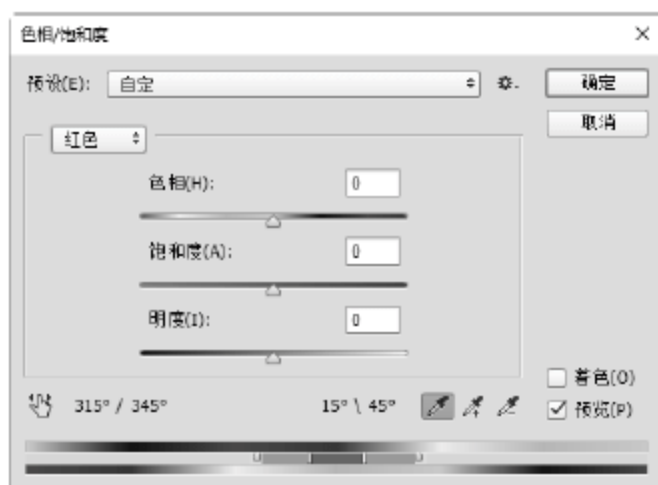 色相/饱和度
预设(E): 自定
确定
取消
红色
色相(H): 0
饱和度(A): 0
明度(I): 0
着色(O)
315° / 345° 15° \ 45° 预览(P)